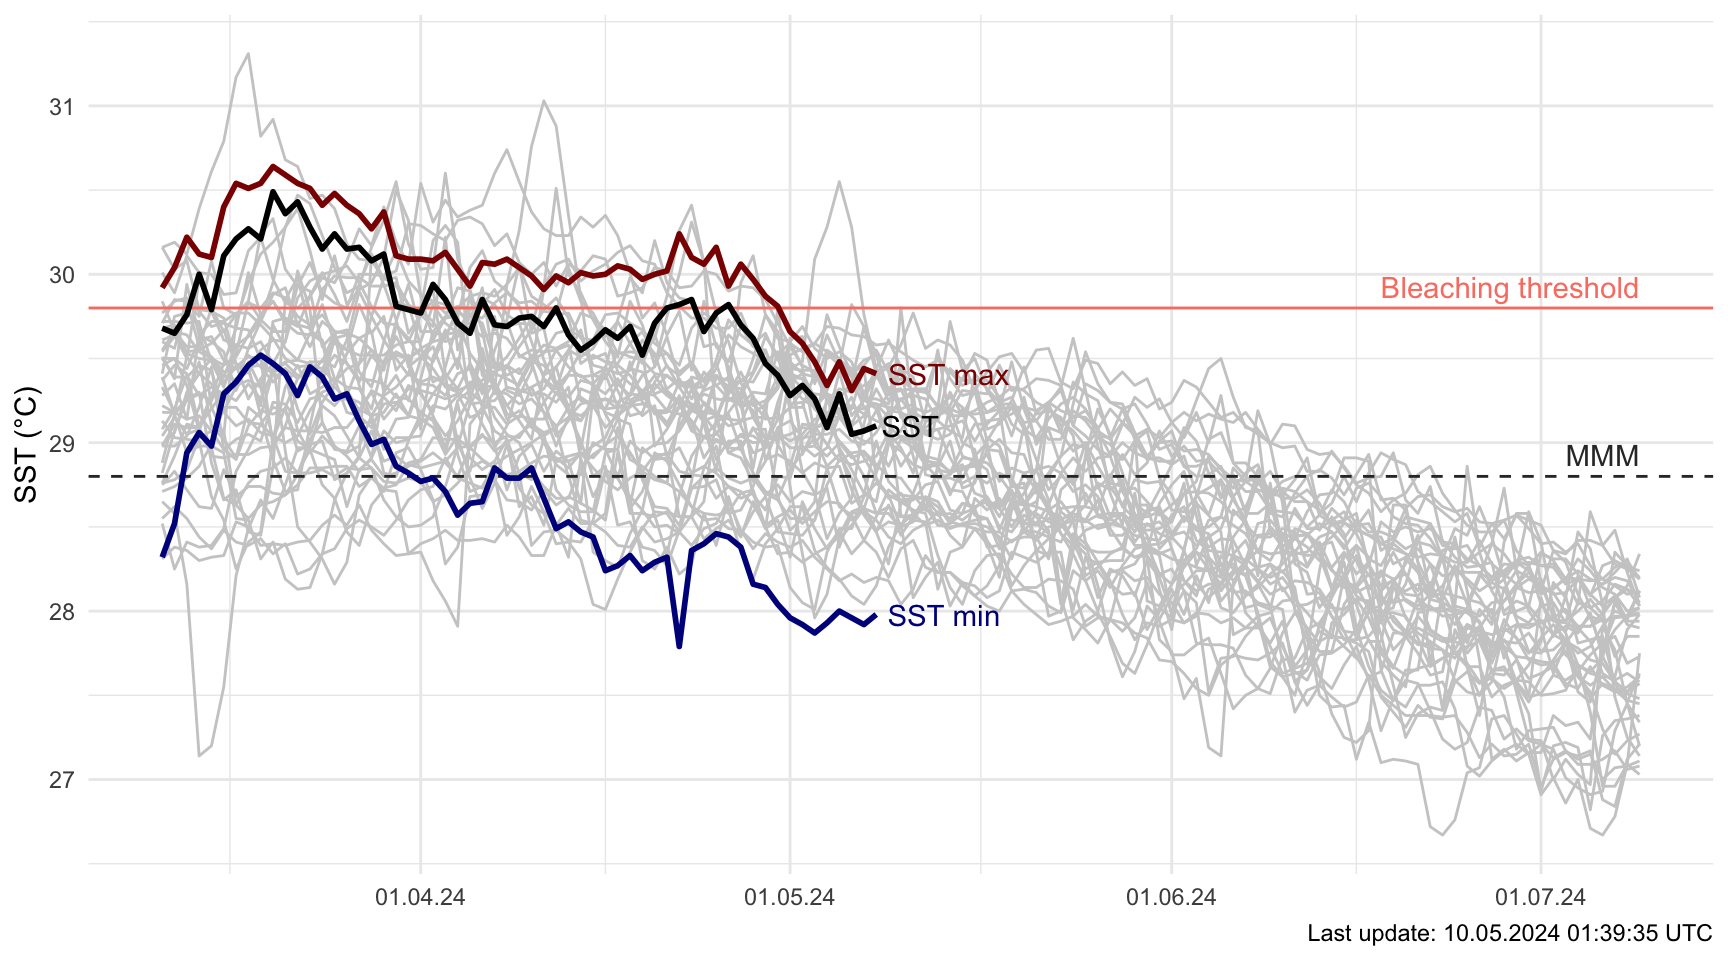 31
30
29
28
27
SST (°C)
Bleaching threshold
SST max
SST
MMM
SST min
01.04.24
01.05.24
01.06.24
01.07.24
Last update: 10.05.2024 01:39:35 UTC